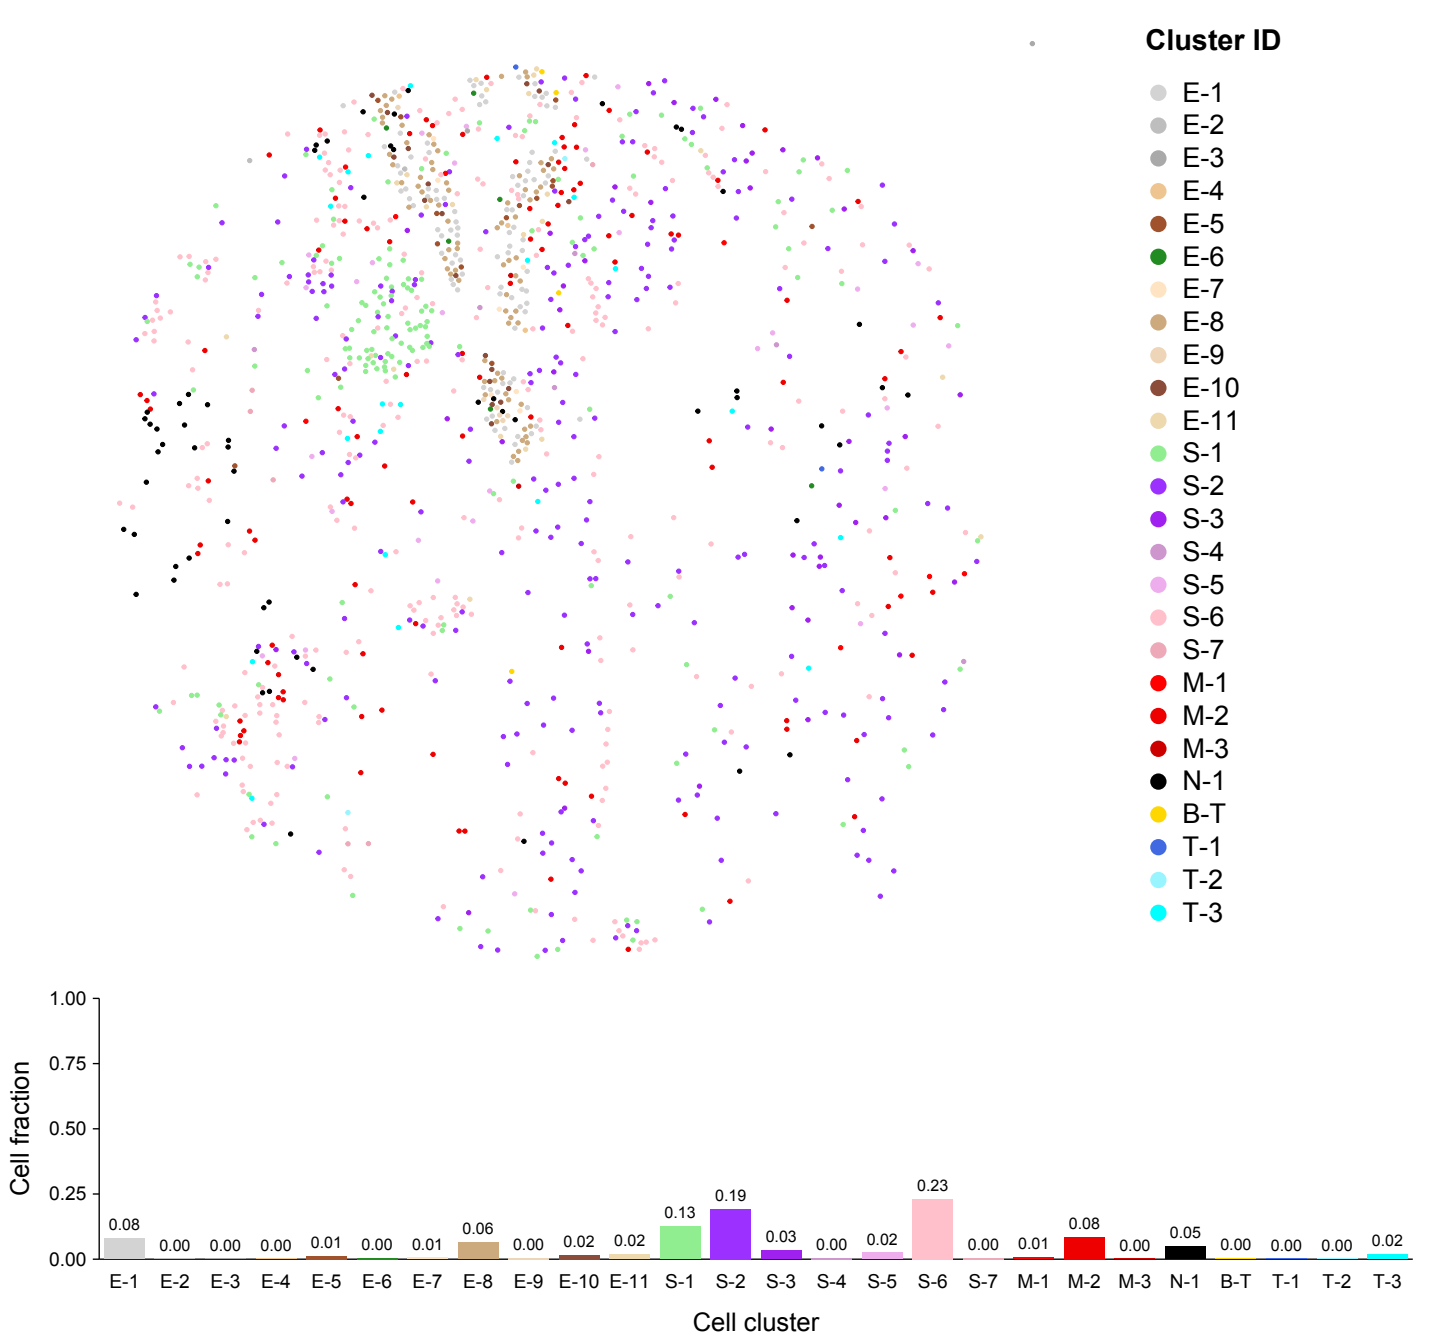 Cluster ID
E-1
E-2
E-3
E-4
E-5
E-6
E-7
E-8
E-9
E-10
E-11
S-1
S-2
S-3
S-4
S-5
S-6
S-7
M-1
M-2
M-3
N-1
B-T
T-1
T-2
T-3
Cell fraction
1.00
0.75
0.50
0.25
0.00
0.08 0.00 0.00 0.00 0.01 0.00 0.01 0.06 0.00 0.02 0.02 0.13 0.19 0.03 0.00 0.02 0.23 0.00 0.01 0.08 0.00 0.05 0.00 0.00 0.00 0.02
E-1 E-2 E-3 E-4 E-5 E-6 E-7 E-8 E-9 E-10 E-11 S-1 S-2 S-3 S-4 S-5 S-6 S-7 M-1 M-2 M-3 N-1 B-T T-1 T-2 T-3
Cell cluster